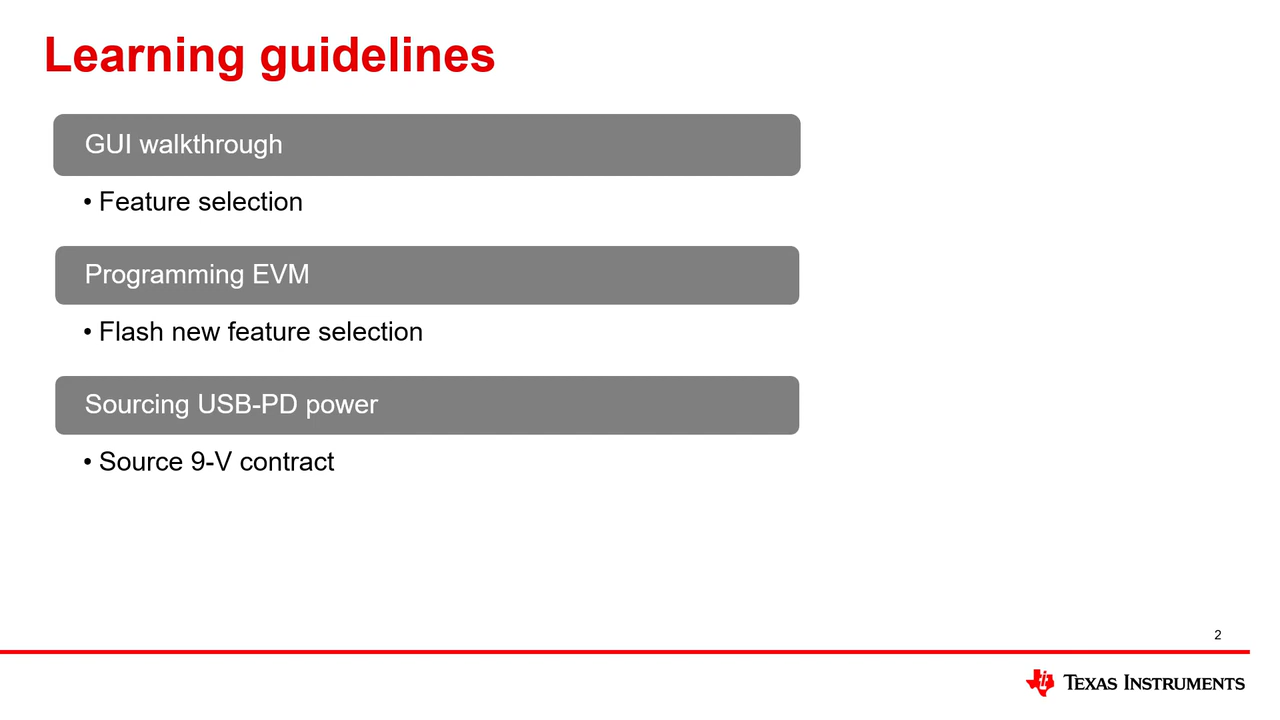 Learning guidelines
GUI walkthrough
• Feature selection
Programming EVM
• Flash new feature selection
Sourcing USB-PD power
• Source 9-V contract
2
TEXAS INSTRUMENTS